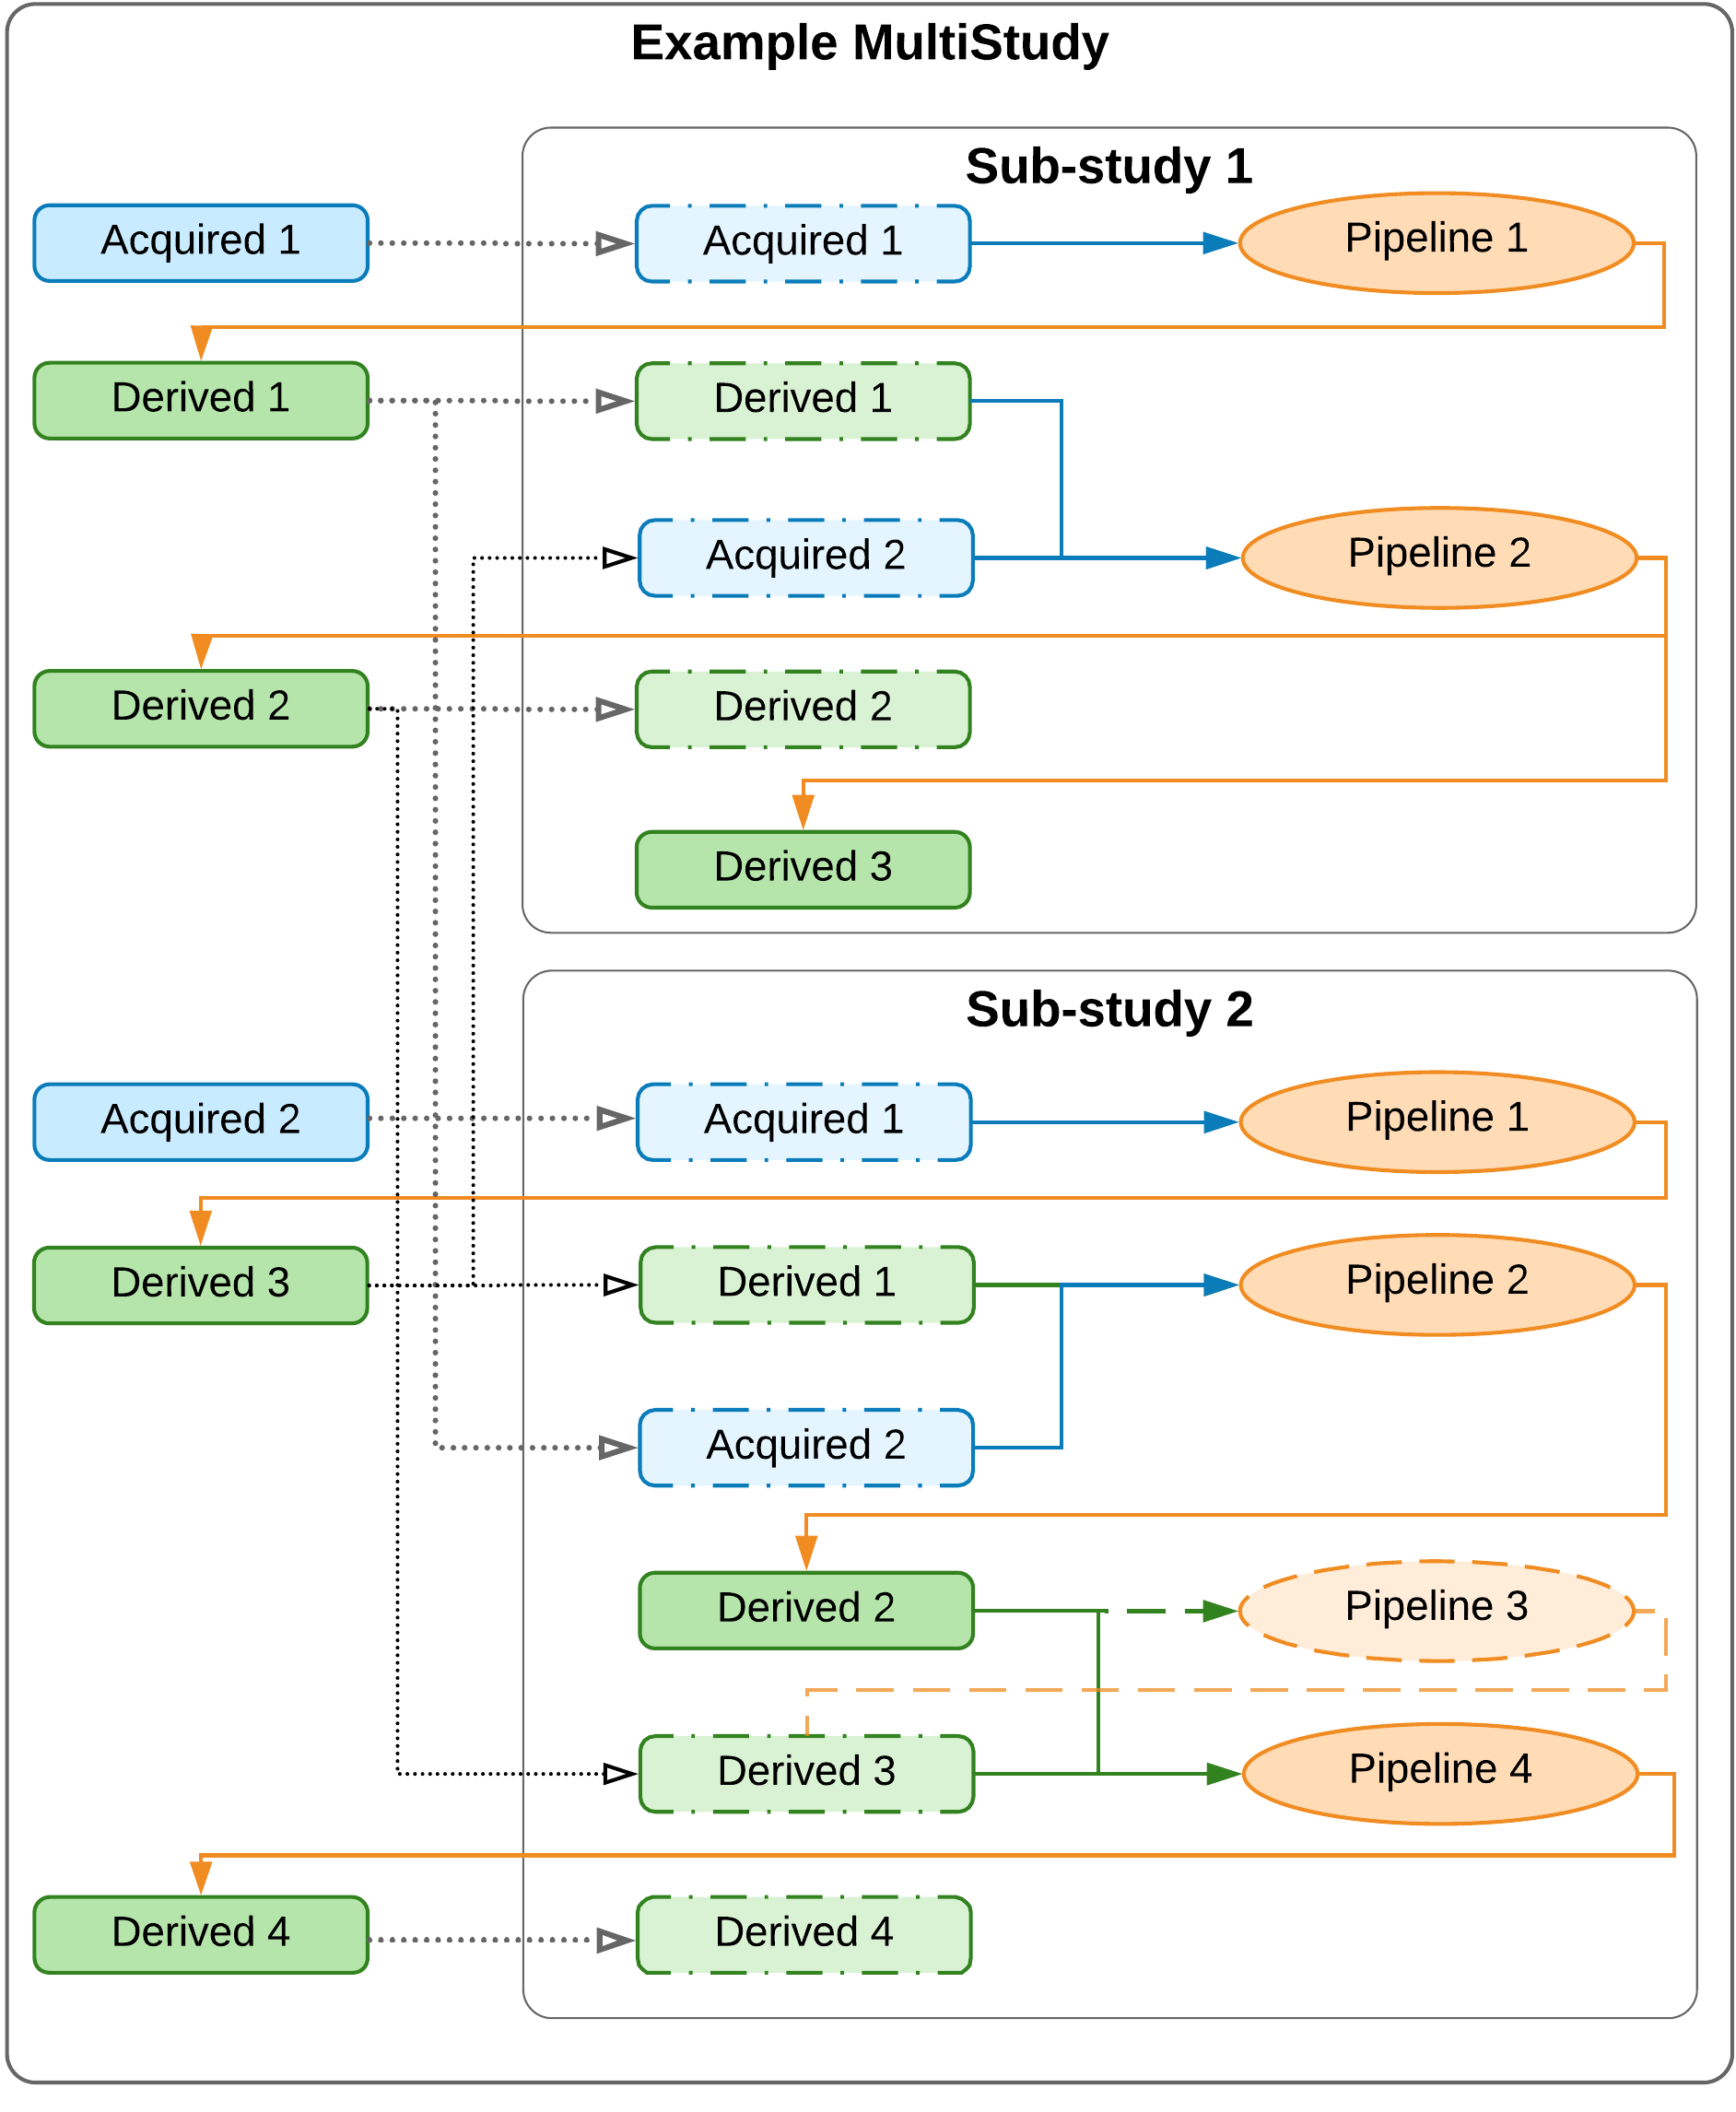 Example MultiStudy
Sub-study 1
Acquired 1
Acquired 1
Pipeline 1
Derived 1
Derived 1
Acquired 2
Pipeline 2
Derived 2
Derived 2
Derived 3
Sub-study 2
Acquired 2
Acquired 1
Pipeline 1
Derived 3
Derived 1
Pipeline 2
Acquired 2
Derived 2
Pipeline 3
Derived 3
Pipeline 4
Derived 4
Derived 4